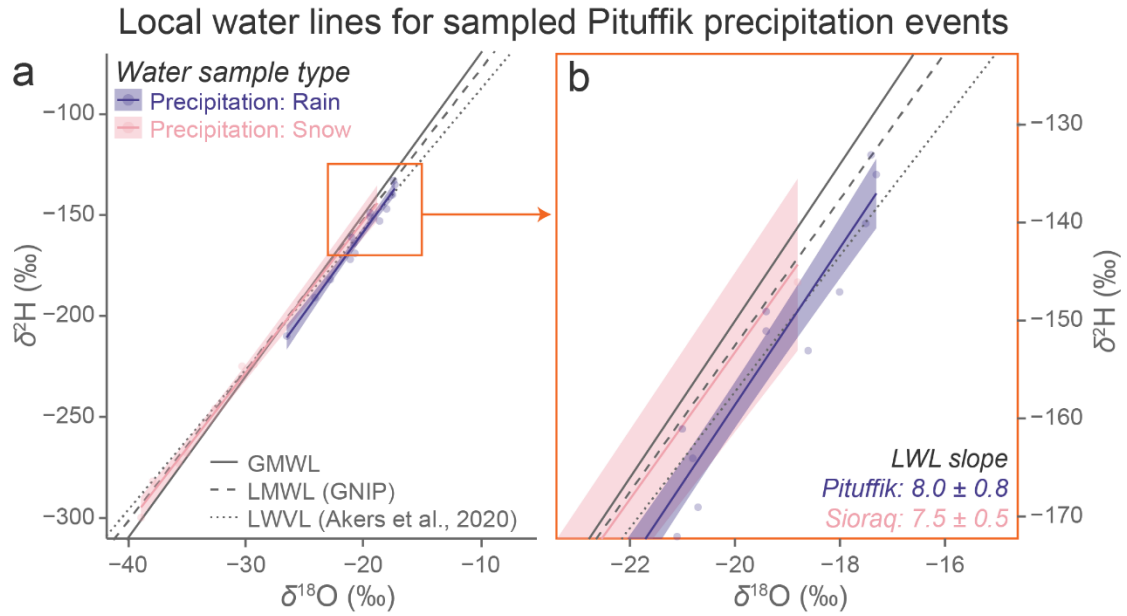 Local water lines for sampled Pituffik precipitation events
a
Water sample type
Precipitation: Rain
Precipitation: Snow
−100
−150
−200
−250
−300
δ²H (‰)
−40
−30
−20
−10
δ¹⁸O (‰)
GMWL
LMWL (GNIP)
LWVL (Akers et al., 2020)
b
−130
−140
−150
−160
−170
δ²H (‰)
−22
−20
−18
−16
δ¹⁸O (‰)
LWL slope
Pituffik: 8.0 ± 0.8
Sioraq: 7.5 ± 0.5